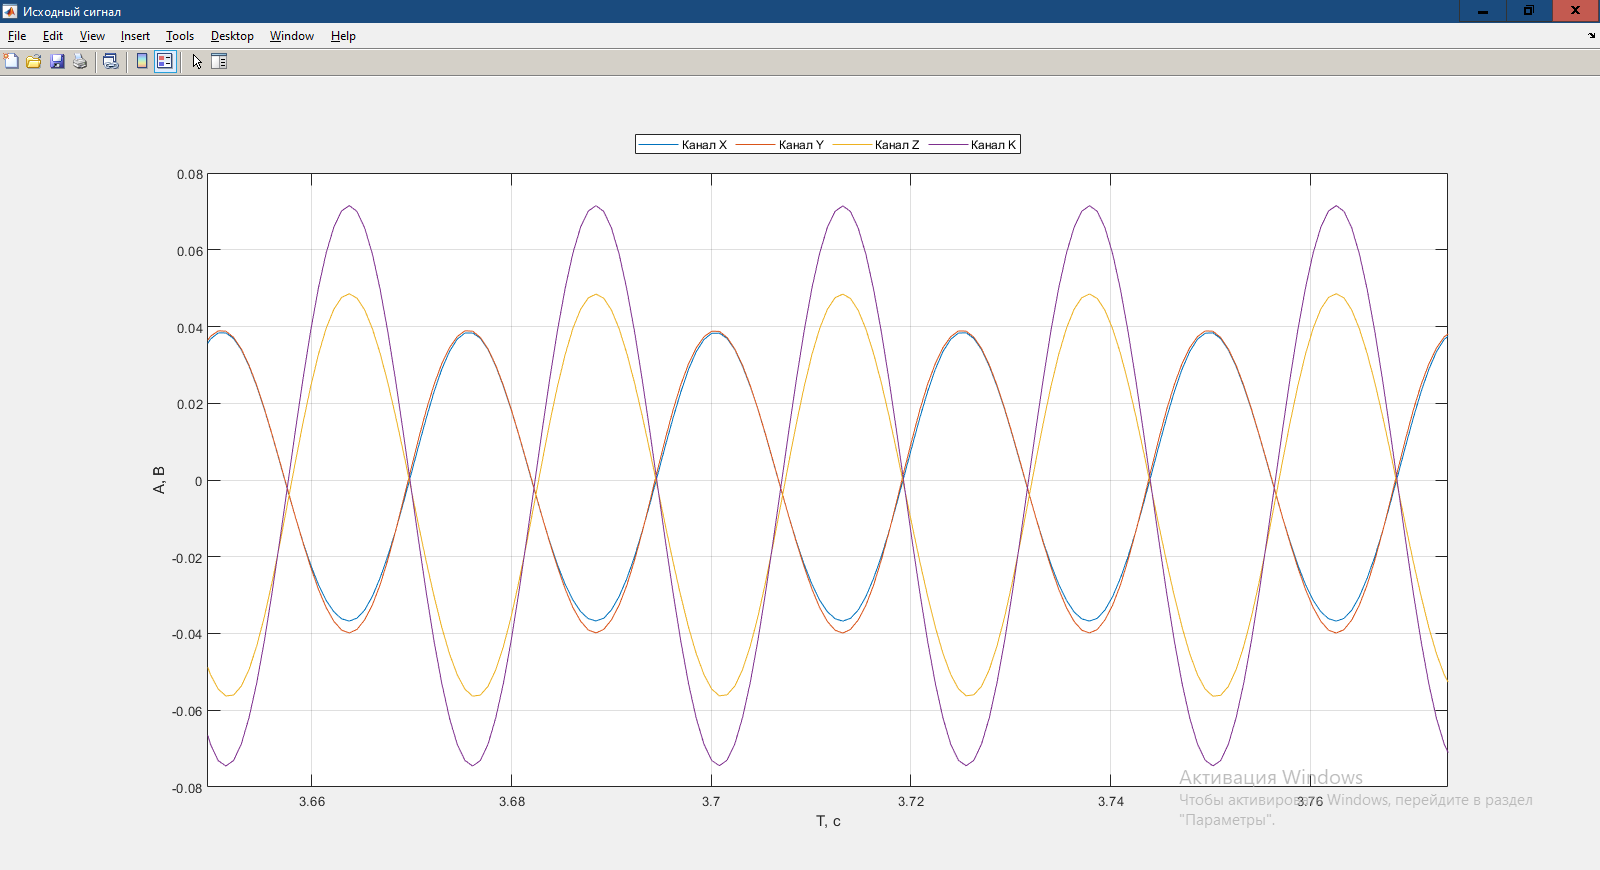 Исходный сигнал
File Edit View Insert Tools Desktop Window Help
Канал X Канал Y Канал Z Канал K
0.08
0.06
0.04
0.02
0
-0.02
-0.04
-0.06
-0.08
A, B
3.66 3.68 3.7 3.72 3.74 3.76
T, c
Активация Windows
Чтобы активировать Windows, перейдите в раздел
"Параметры".